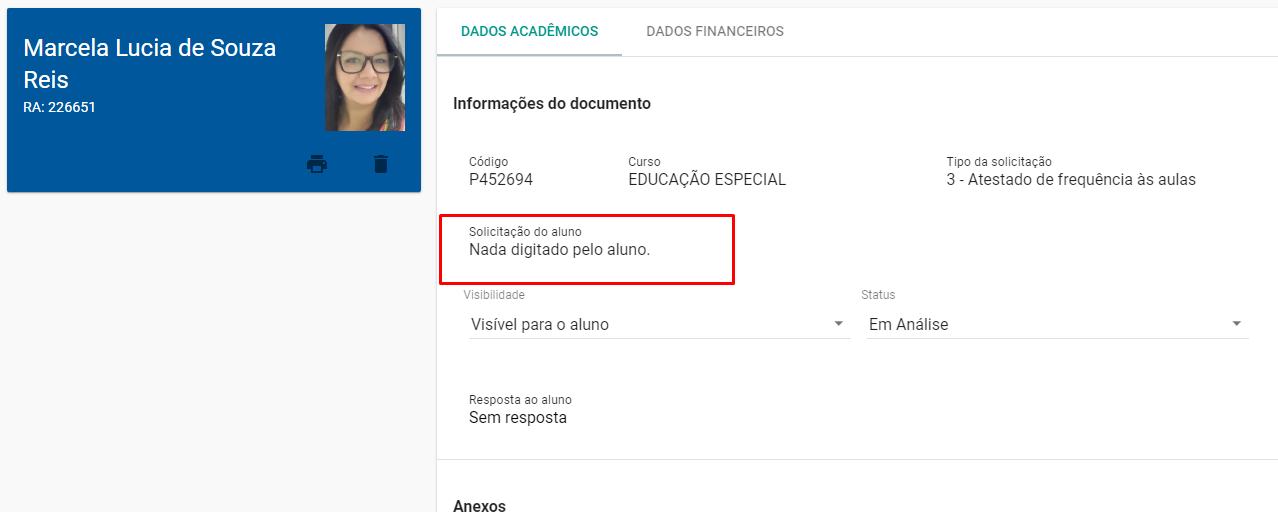 Marcela Lucia de Souza
Reis
RA: 226651
DADOS ACADÊMICOS
DADOS FINANCEIROS
Informações do documento
Código
P452694
Curso
EDUCAÇÃO ESPECIAL
Tipo da solicitação
3 - Atestado de frequência às aulas
Solicitação do aluno
Nada digitado pelo aluno.
Visibilidade
Visível para o aluno
Status
Em Análise
Resposta ao aluno
Sem resposta
Anexos